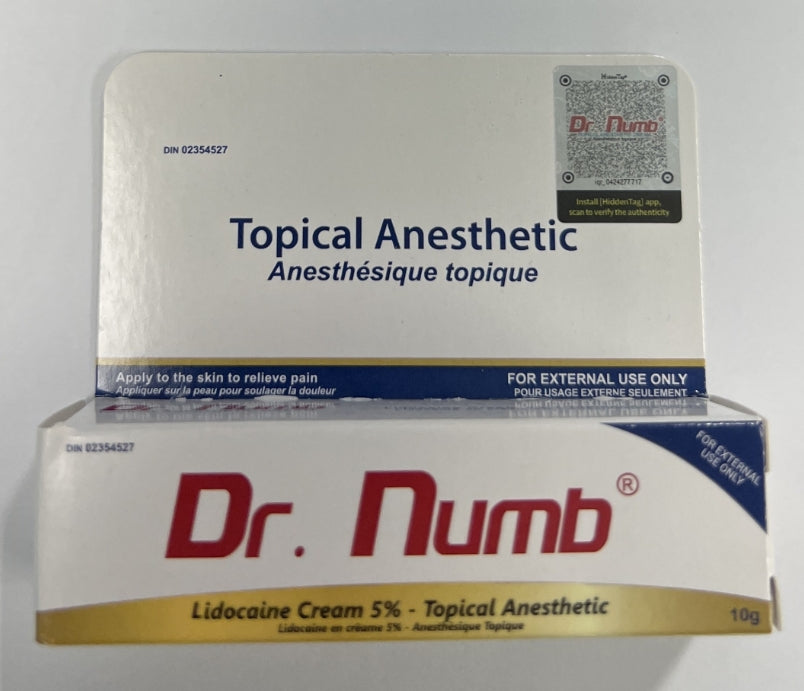 HiddenTag®
Dr. Numb®
iqr_0424277717
Install [HiddenTag] app,
scan to verify the authenticity
DIN 02354527
Topical Anesthetic
Anesthésique topique
Apply to the skin to relieve pain
Appliquer sur la peau pour soulager la douleur
FOR EXTERNAL USE ONLY
POUR USAGE EXTERNE SEULEMENT
DIN 02354527
FOR EXTERNAL
USE ONLY
Dr. Numb®
Lidocaine Cream 5% - Topical Anesthetic
Lidocaine en crèume 5% - Anesthésique Topique
10g